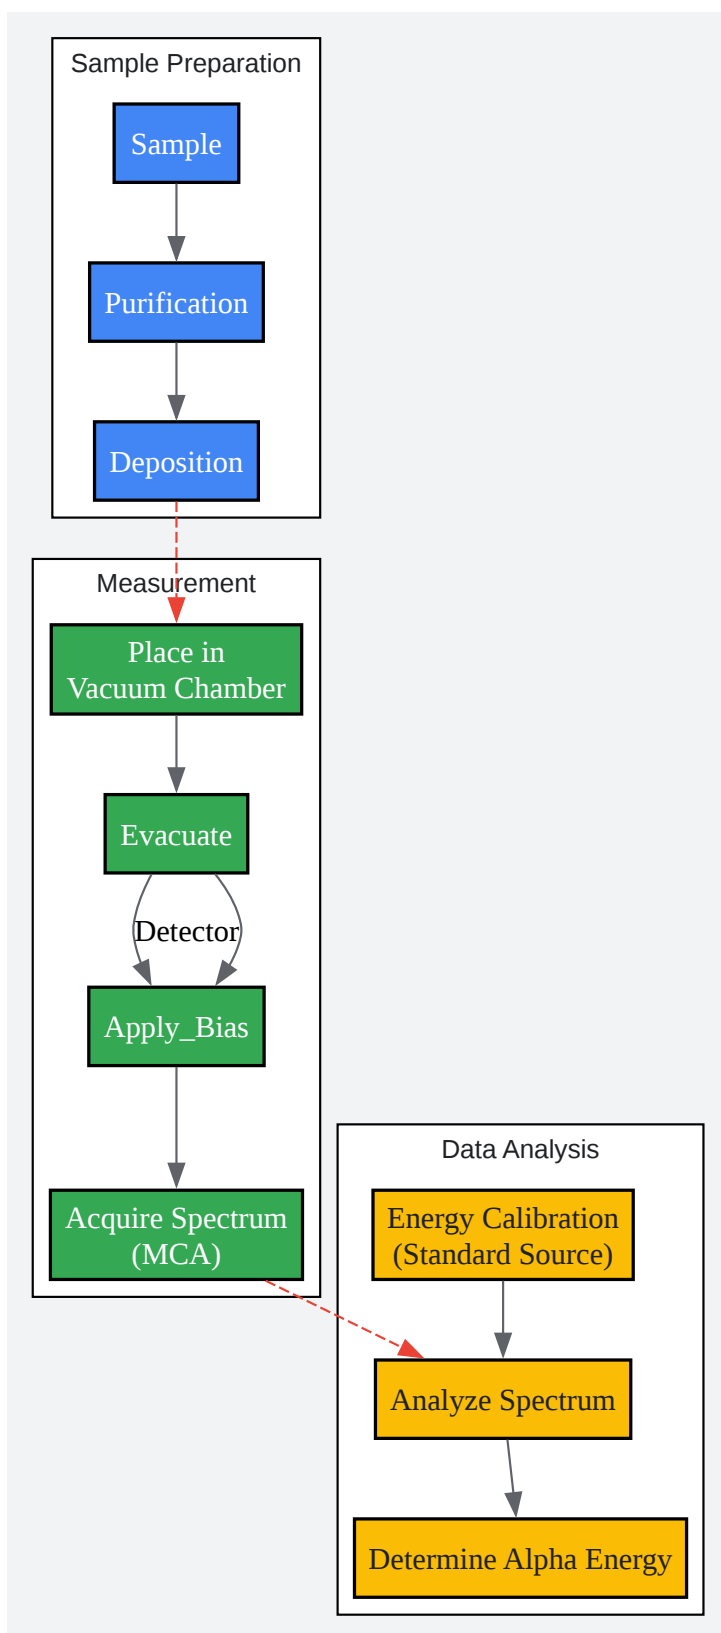 Sample Preparation
Sample
Purification
Deposition
Measurement
Place in
Vacuum Chamber
Evacuate
Detector
Apply_Bias
Acquire Spectrum
(MCA)
Data Analysis
Energy Calibration
(Standard Source)
Analyze Spectrum
Determine Alpha Energy